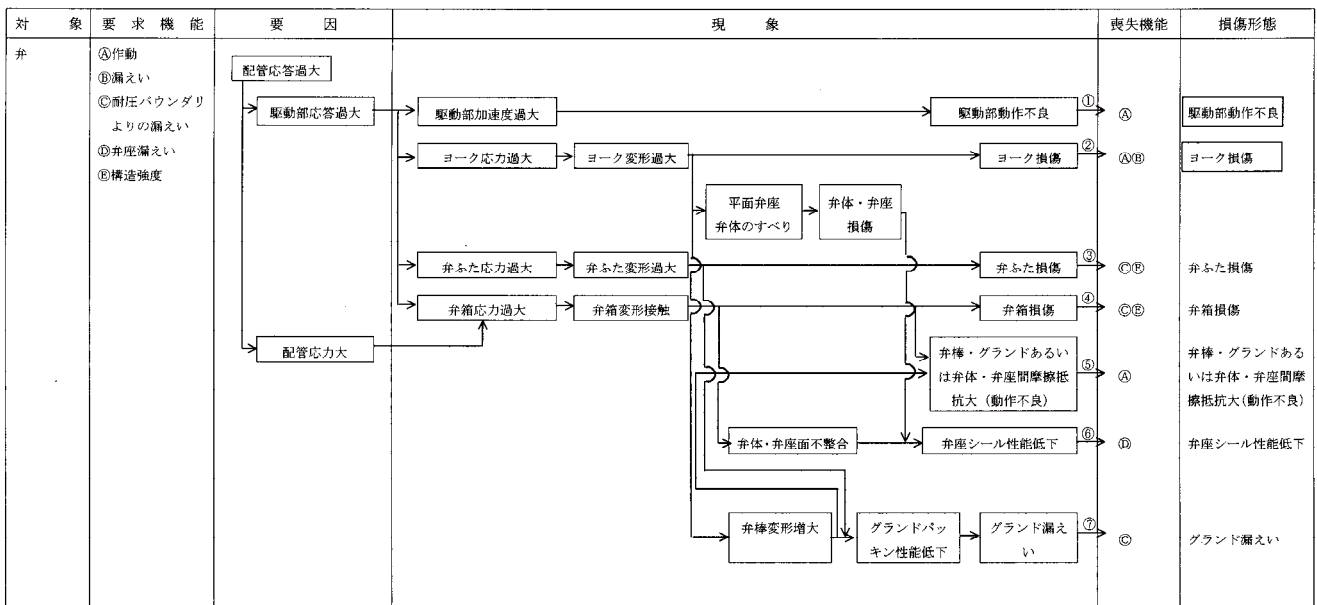 対象
要求機能
要因
現象
喪失機能
損傷形態
弁
Ⓐ作動
Ⓑ漏えい
Ⓒ耐圧バウンダリ
よりの漏えい
Ⓓ弁座漏えい
Ⓔ構造強度
配管応答過大
駆動部応答過大
駆動部加速度過大
駆動部動作不良
①
Ⓐ
駆動部動作不良
ヨーク応力過大
ヨーク変形過大
ヨーク損傷
②
ⒶⒷ
ヨーク損傷
平面弁座
弁体のすべり
弁体・弁座
損傷
弁ふた応力過大
弁ふた変形過大
弁ふた損傷
③
ⒸⒺ
弁ふた損傷
弁箱応力過大
弁箱変形接触
弁箱損傷
④
ⒸⒺ
弁箱損傷
配管応力大
弁棒・グランドあるい
は弁体・弁座間摩擦抵
抗大（動作不良）
⑤
Ⓐ
弁棒・グランドある
いは弁体・弁座間摩
擦抵抗大(動作不良)
弁体・弁座面不整合
弁座シール性能低下
⑥
Ⓓ
弁座シール性能低下
弁棒変形増大
グランドパッ
キン性能低下
グランド漏え
い
⑦
Ⓒ
グランド漏えい